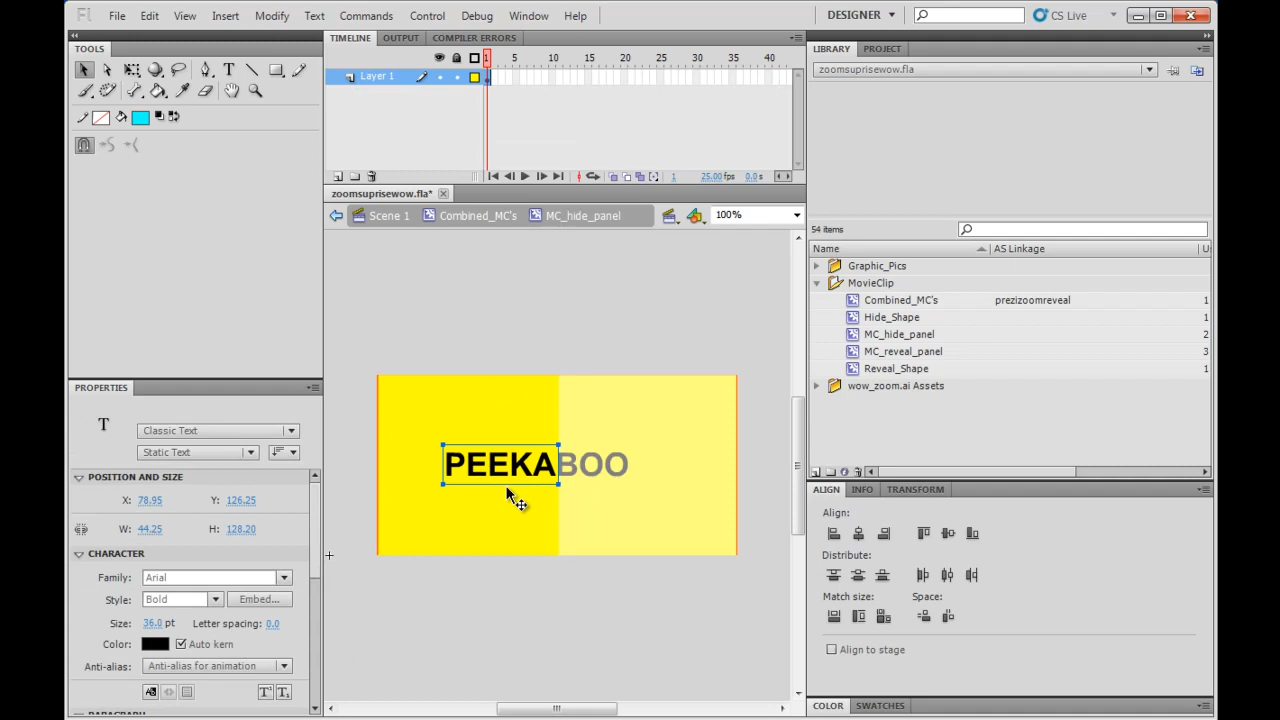 Fl File Edit View Insert Modify Text Commands Control Debug Window Help DESIGNER CS Live
TOOLS
TIMELINE OUTPUT COMPILER ERRORS
1 5 10 15 20 25 30 35 40
Layer 1
1 25.00 fps 0.0 s
zoomsuprisewow.fla*
Scene 1 Combined_MC's MC_hide_panel 100%
PEEKABOO
PROPERTIES
T
Classic Text
Static Text
POSITION AND SIZE
X: 78.95 Y: 126.25
W: 44.25 H: 128.20
CHARACTER
Family: Arial
Style: Bold Embed...
Size: 36.0 pt Letter spacing: 0.0
Color: Auto kern
Anti-alias: Anti-alias for animation
LIBRARY PROJECT
zoomsuprisewow.fla
54 items
Name AS Linkage U
Graphic_Pics
MovieClip
Combined_MC's prezizoomreveal 1
Hide_Shape 1
MC_hide_panel 2
MC_reveal_panel 3
Reveal_Shape 1
wow_zoom.ai Assets
ALIGN INFO TRANSFORM
Align:
Distribute:
Match size: Space:
Align to stage
COLOR SWATCHES